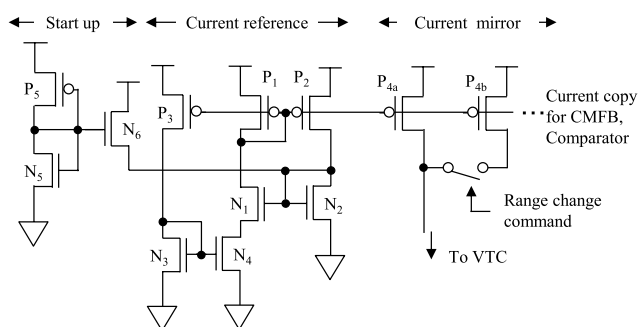 Start up
Current reference
Current mirror
P5
N6
N5
P3
P1
P2
P4a
P4b
N1
N2
N3
N4
Current copy
for CMFB,
Comparator
Range change
command
To VTC